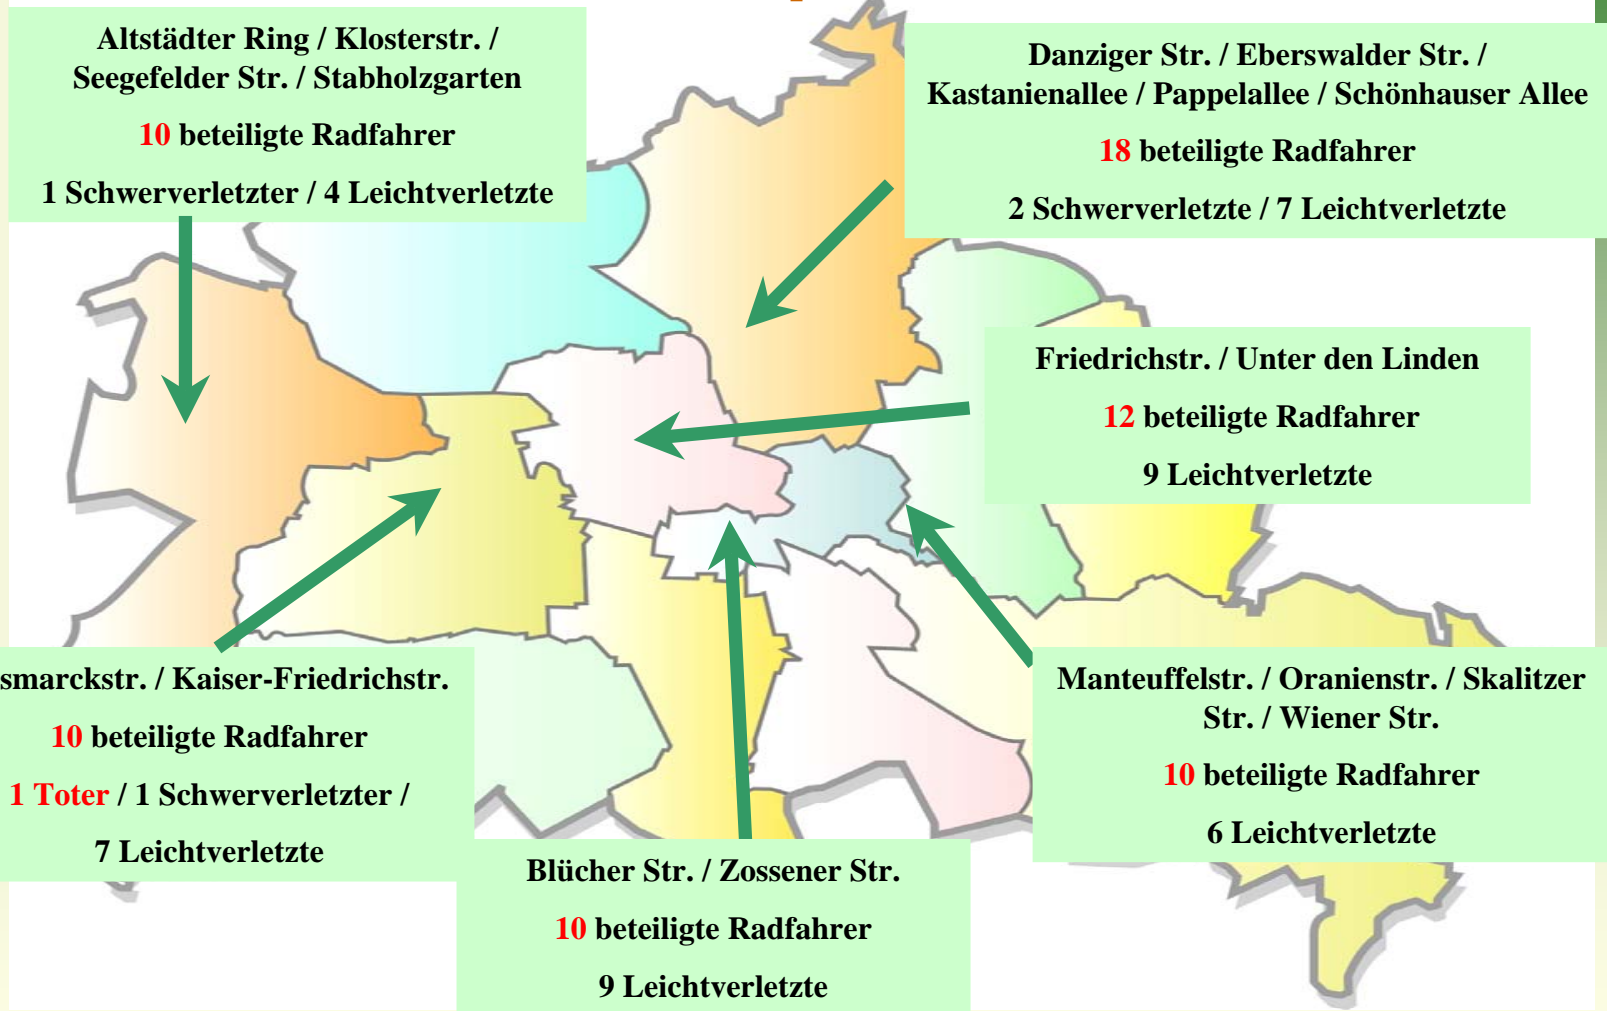 Altstädter Ring / Klosterstr. /
Seegefelder Str. / Stabholzgarten
10 beteiligte Radfahrer
1 Schwerverletzter / 4 Leichtverletzte
Danziger Str. / Eberswalder Str. /
Kastanienallee / Pappelallee / Schönhauser Allee
18 beteiligte Radfahrer
2 Schwerverletzte / 7 Leichtverletzte
Friedrichstr. / Unter den Linden
12 beteiligte Radfahrer
9 Leichtverletzte
smarckstr. / Kaiser-Friedrichstr.
10 beteiligte Radfahrer
1 Toter / 1 Schwerverletzter /
7 Leichtverletzte
Manteuffelstr. / Oranienstr. / Skalitzer
Str. / Wiener Str.
10 beteiligte Radfahrer
6 Leichtverletzte
Blücher Str. / Zossener Str.
10 beteiligte Radfahrer
9 Leichtverletzte